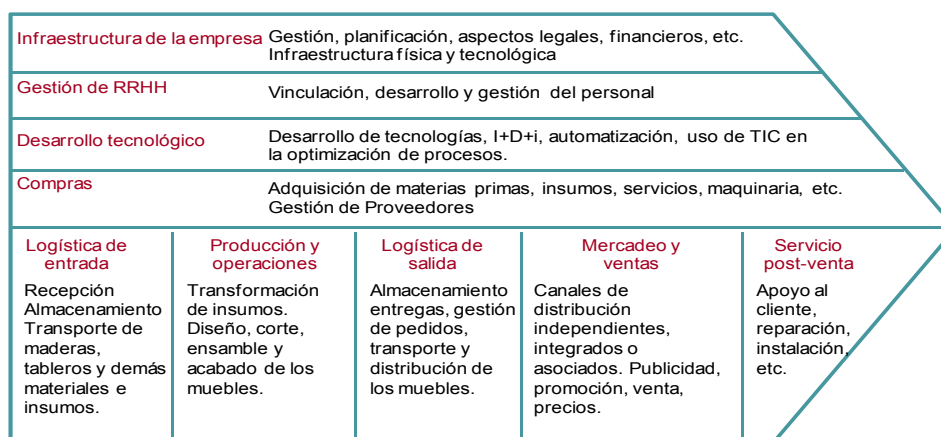 Infraestructura de la empresa Gestión, planificación, aspectos legales, financieros, etc.
Infraestructura física y tecnológica
Gestión de RRHH Vinculación, desarrollo y gestión del personal
Desarrollo tecnológico Desarrollo de tecnologías, I+D+i, automatización, uso de TIC en
la optimización de procesos.
Compras Adquisición de materias primas, insumos, servicios, maquinaria, etc.
Gestión de Proveedores
Logística de
entrada
Recepción
Almacenamiento
Transporte de
maderas,
tableros y demás
materiales e
insumos.
Producción y
operaciones
Transformación
de insumos.
Diseño, corte,
ensamble y
acabado de los
muebles.
Logística de
salida
Almacenamiento
entregas, gestión
de pedidos,
transporte y
distribución de
los muebles.
Mercadeo y
ventas
Canales de
distribución
independientes,
integrados o
asociados. Publicidad,
promoción, venta,
precios.
Servicio
post-venta
Apoyo al
cliente,
reparación,
instalación,
etc.